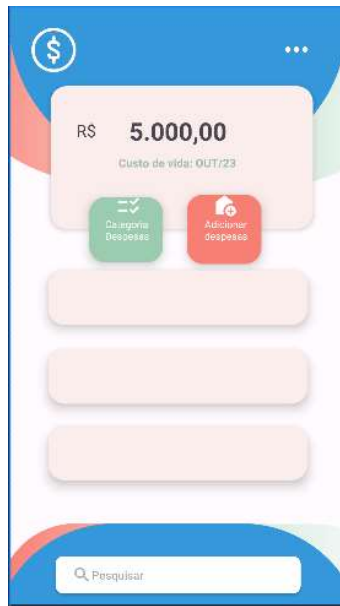 $
R$ 5.000,00
Custo de vida: OUT/23
Categoria
Despesas
Adicionar
despesas
Pesquisar